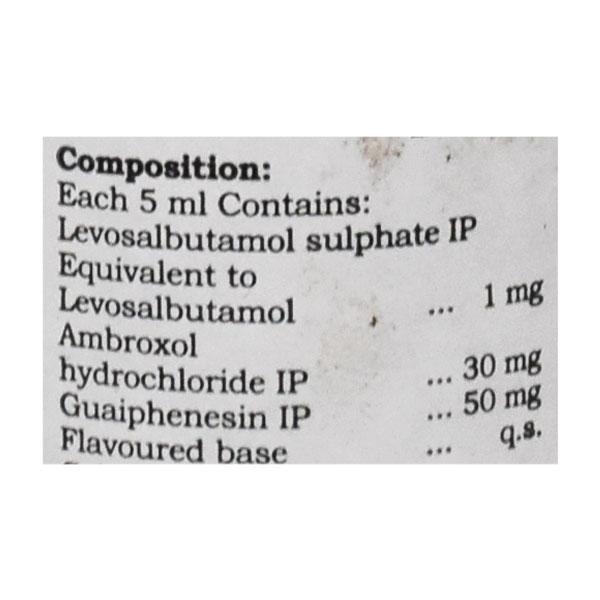 Composition:
Each 5 ml Contains:
Levosalbutamol sulphate IP
Equivalent to
Levosalbutamol ... 1 mg
Ambroxol
hydrochloride IP ... 30 mg
Guaiphenesin IP ... 50 mg
Flavoured base ... q.s.